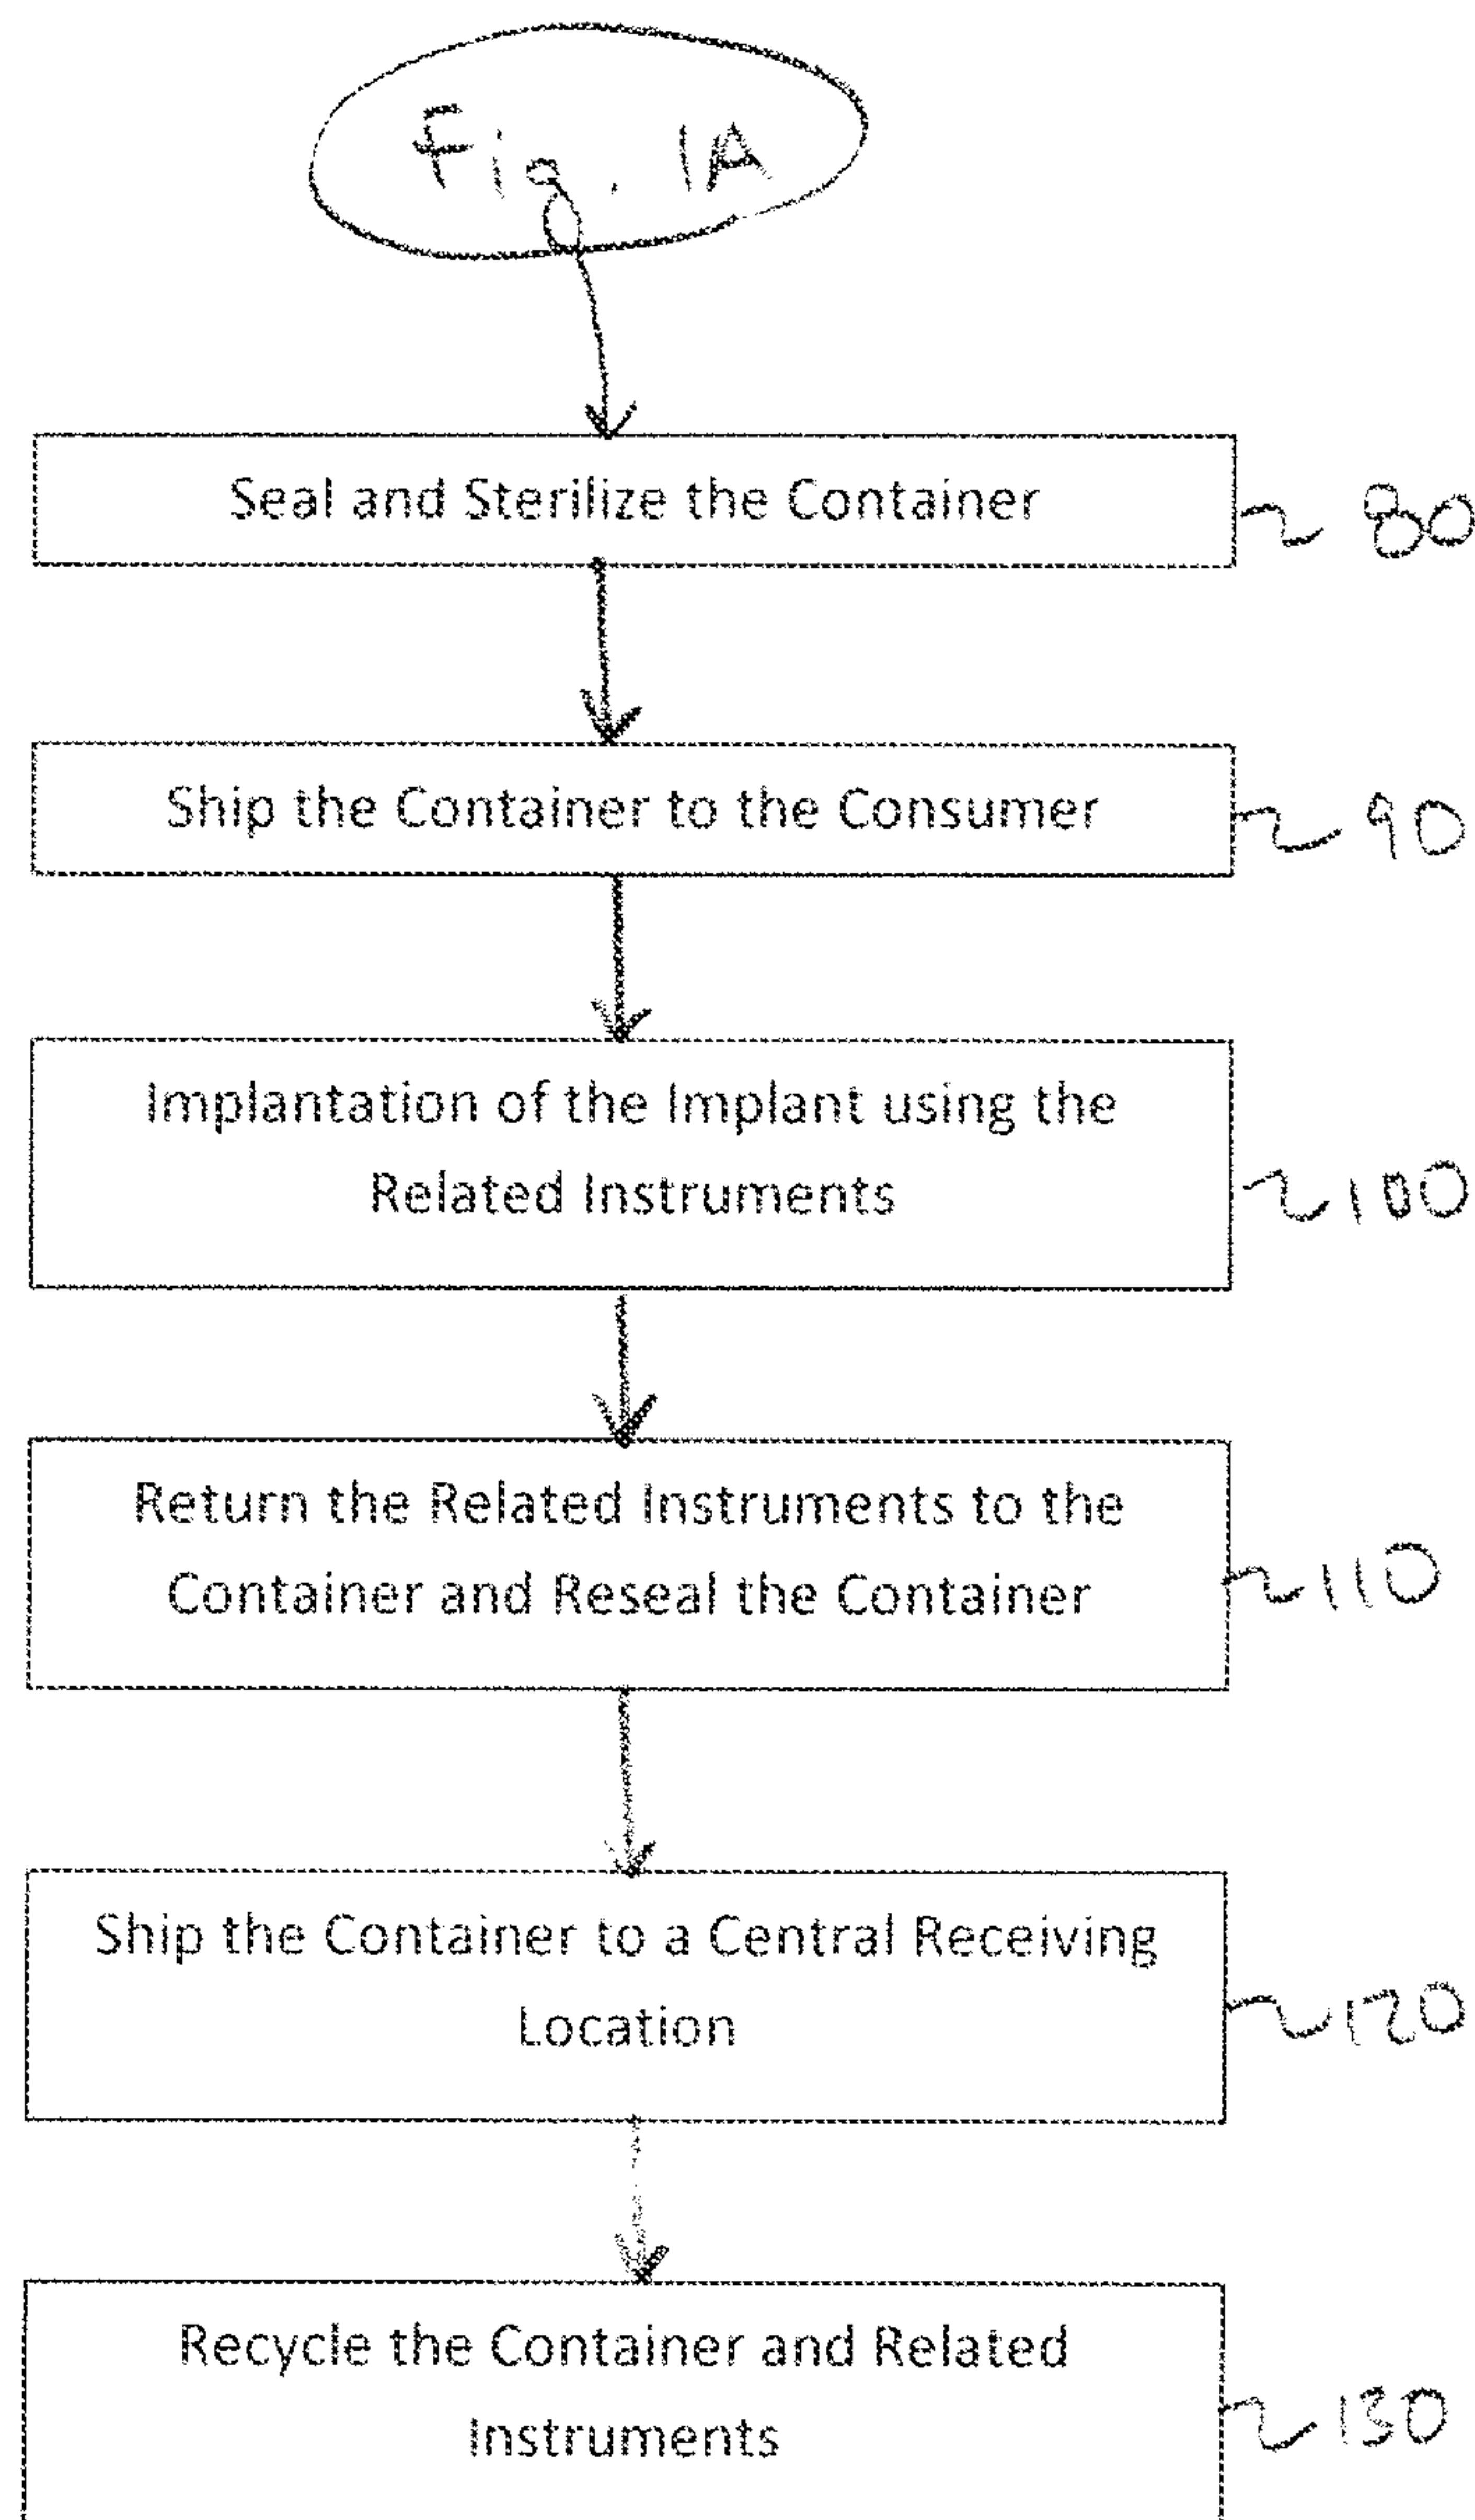 Fig. 1A
Seal and Sterilize the Container
80
Ship the Container to the Consumer
90
Implantation of the Implant using the
Related Instruments
100
Return the Related Instruments to the
Container and Reseal the Container
110
Ship the Container to a Central Receiving
Location
120
Recycle the Container and Related
Instruments
130